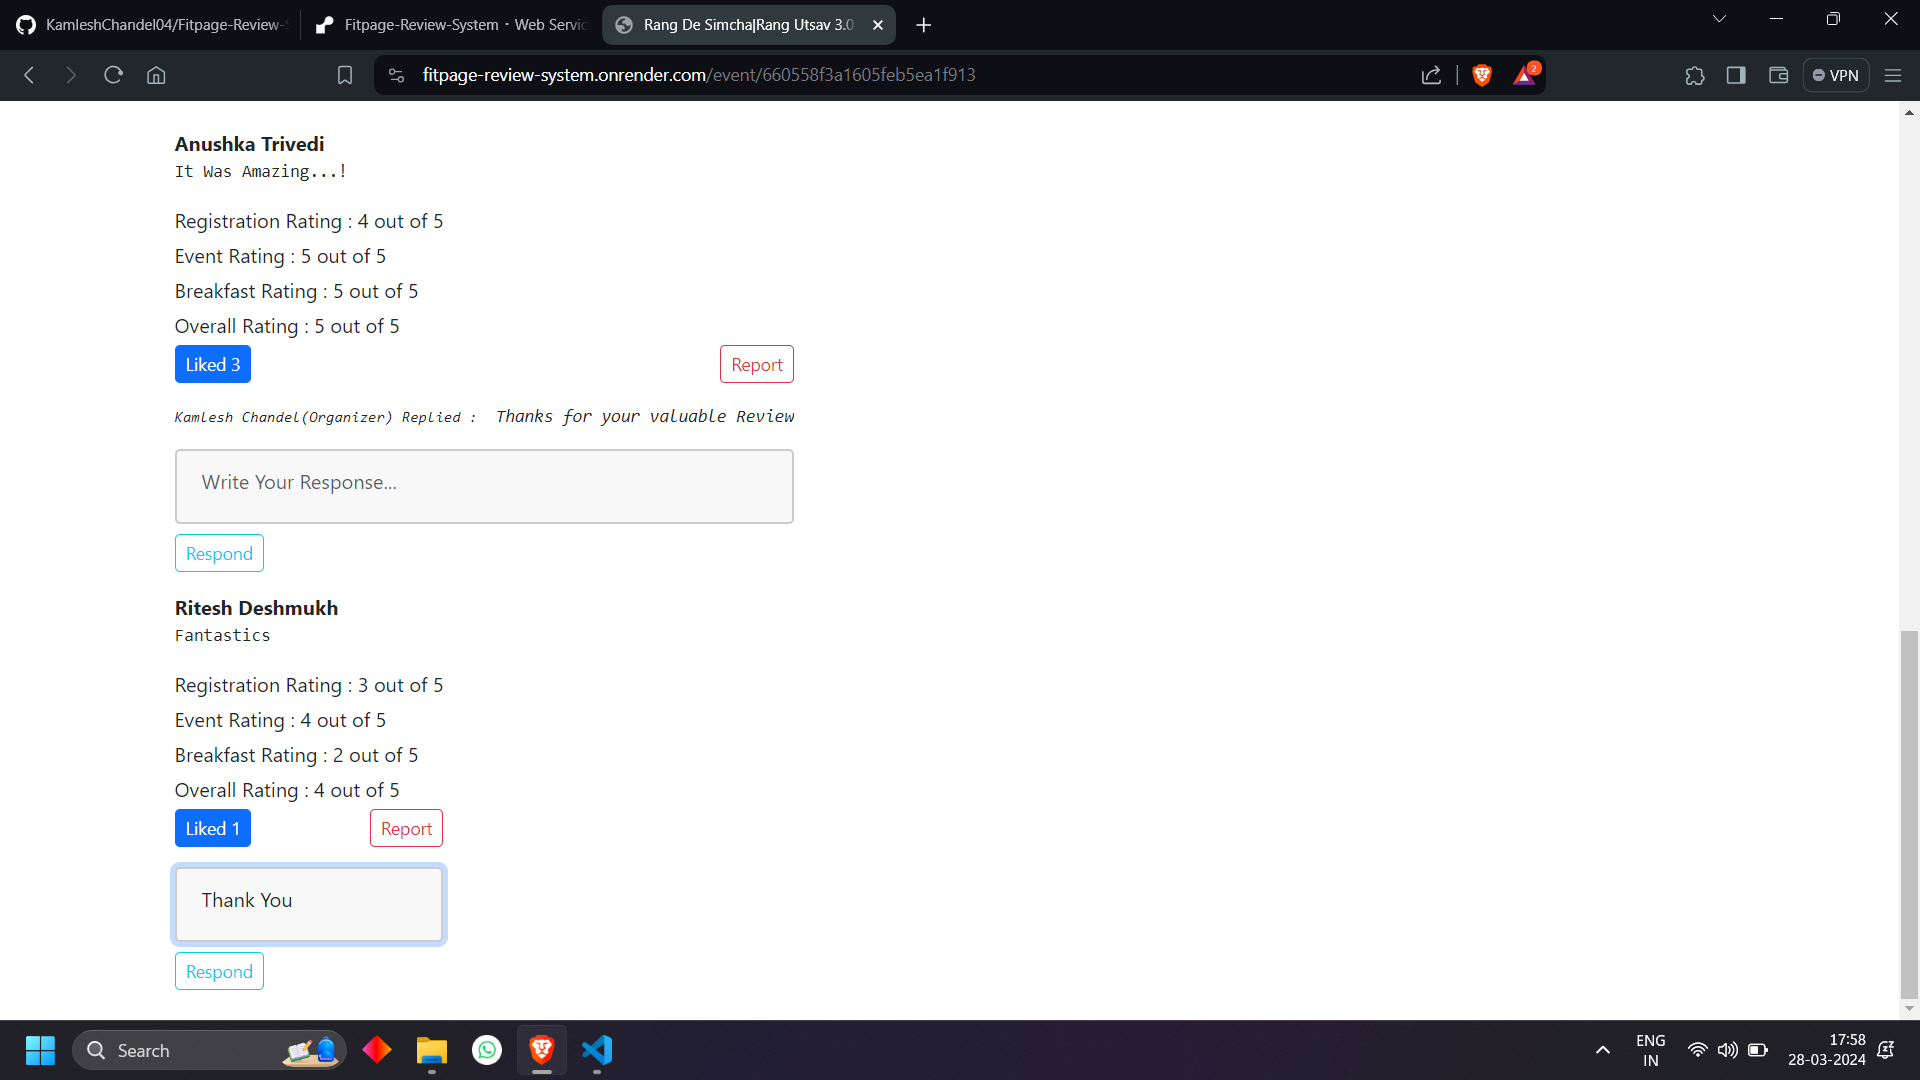 KamleshChandel04/Fitpage-Review-
Fitpage-Review-System · Web Servic
Rang De Simcha|Rang Utsav 3.0
fitpage-review-system.onrender.com/event/660558f3a1605feb5ea1f913
2
VPN
Anushka Trivedi
It Was Amazing...!
Registration Rating : 4 out of 5
Event Rating : 5 out of 5
Breakfast Rating : 5 out of 5
Overall Rating : 5 out of 5
Liked 3
Report
Kamlesh Chandel(Organizer) Replied : Thanks for your valuable Review
Write Your Response...
Respond
Ritesh Deshmukh
Fantastics
Registration Rating : 3 out of 5
Event Rating : 4 out of 5
Breakfast Rating : 2 out of 5
Overall Rating : 4 out of 5
Liked 1
Report
Thank You
Respond
Search
ENG
IN
17:58
28-03-2024